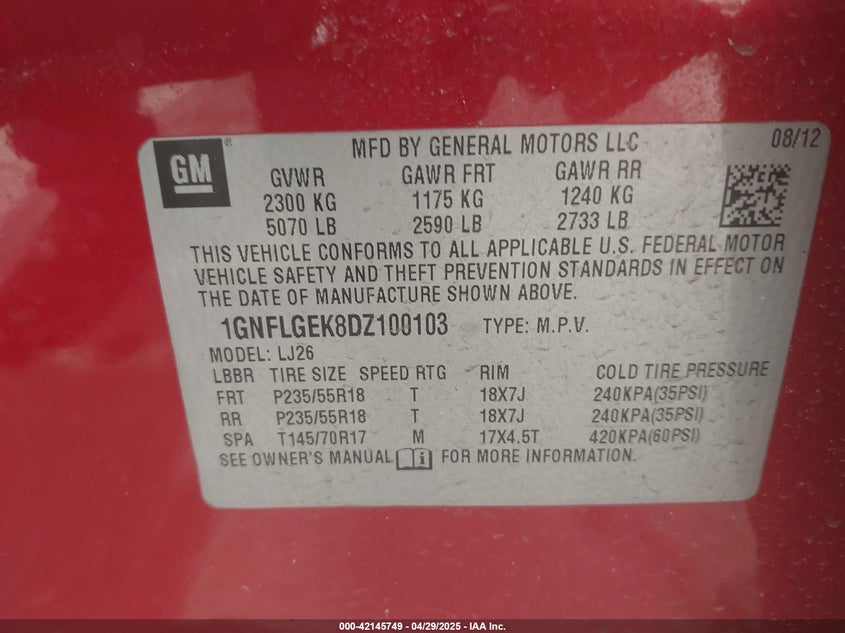 GM
MFD BY GENERAL MOTORS LLC
08/12
GVWR GAWR FRT GAWR RR
2300 KG 1175 KG 1240 KG
5070 LB 2590 LB 2733 LB
THIS VEHICLE CONFORMS TO ALL APPLICABLE U.S. FEDERAL MOTOR
VEHICLE SAFETY AND THEFT PREVENTION STANDARDS IN EFFECT ON
THE DATE OF MANUFACTURE SHOWN ABOVE.
1GNFLGEK8DZ100103 TYPE: M.P.V.
MODEL: LJ26
LBBR TIRE SIZE SPEED RTG RIM COLD TIRE PRESSURE
FRT P235/55R18 T 18X7J 240KPA(35PSI)
RR P235/55R18 T 18X7J 240KPA(35PSI)
SPA T145/70R17 M 17X4.5T 420KPA(60PSI)
SEE OWNER'S MANUAL i FOR MORE INFORMATION.
000-42145749 - 04/29/2025 - IAA Inc.